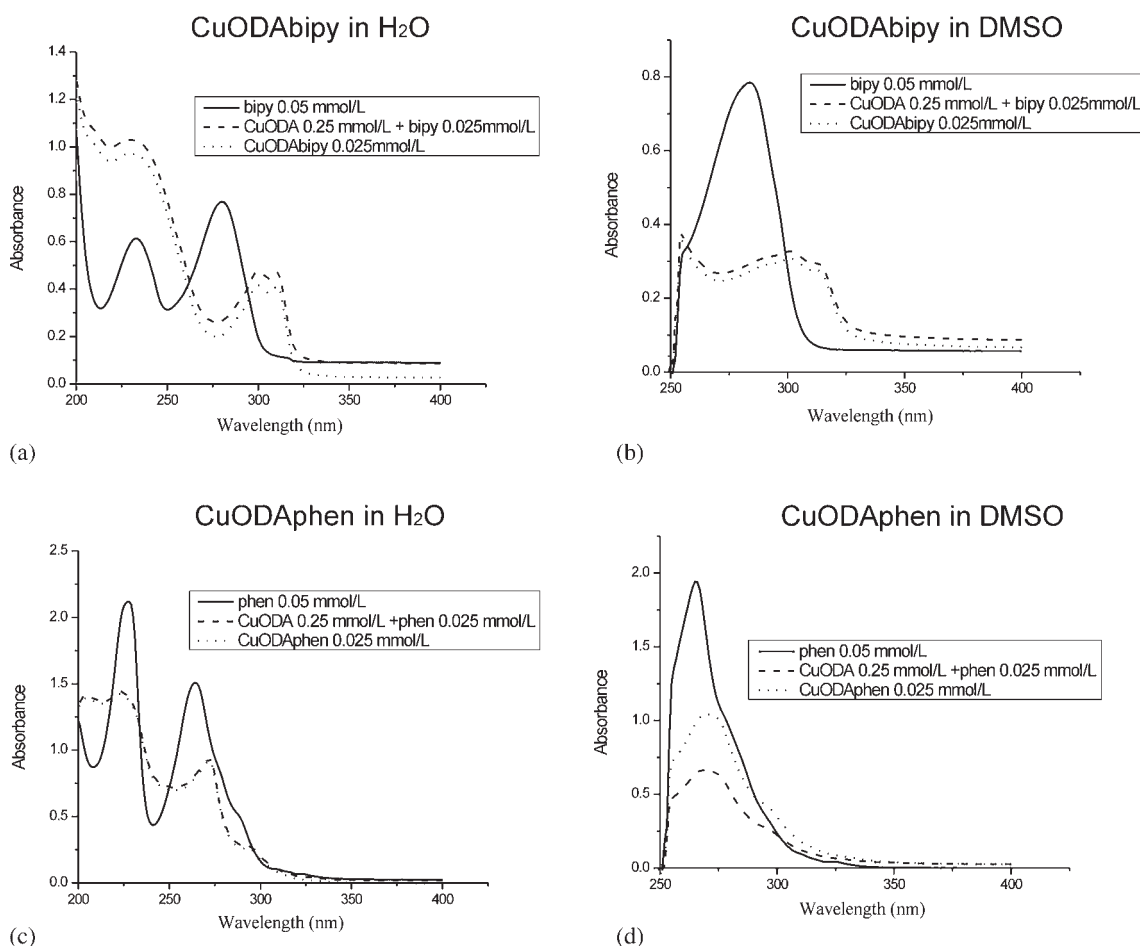 CuODAbipy in H2O
bipy 0.05 mmol/L
CuODA 0.25 mmol/L + bipy 0.025mmol/L
CuODAbipy 0.025mmol/L
Absorbance
1.4
1.2
1.0
0.8
0.6
0.4
0.2
0.0
200 250 300 350 400
Wavelength (nm)
(a)
CuODAbipy in DMSO
bipy 0.05 mmol/L
CuODA 0.25 mmol/L + bipy 0.025mmol/L
CuODAbipy 0.025mmol/L
Absorbance
0.8
0.6
0.4
0.2
0.0
250 300 350 400
Wavelength (nm)
(b)
CuODAphen in H2O
phen 0.05 mmol/L
CuODA 0.25 mmol/L +phen 0.025 mmol/L
CuODAphen 0.025 mmol/L
Absorbance
2.5
2.0
1.5
1.0
0.5
0.0
200 250 300 350 400
Wavelength (nm)
(c)
CuODAphen in DMSO
phen 0.05 mmol/L
CuODA 0.25 mmol/L +phen 0.025 mmol/L
CuODAphen 0.025 mmol/L
Absorbance
2.0
1.5
1.0
0.5
0.0
250 300 350 400
Wavelength (nm)
(d)